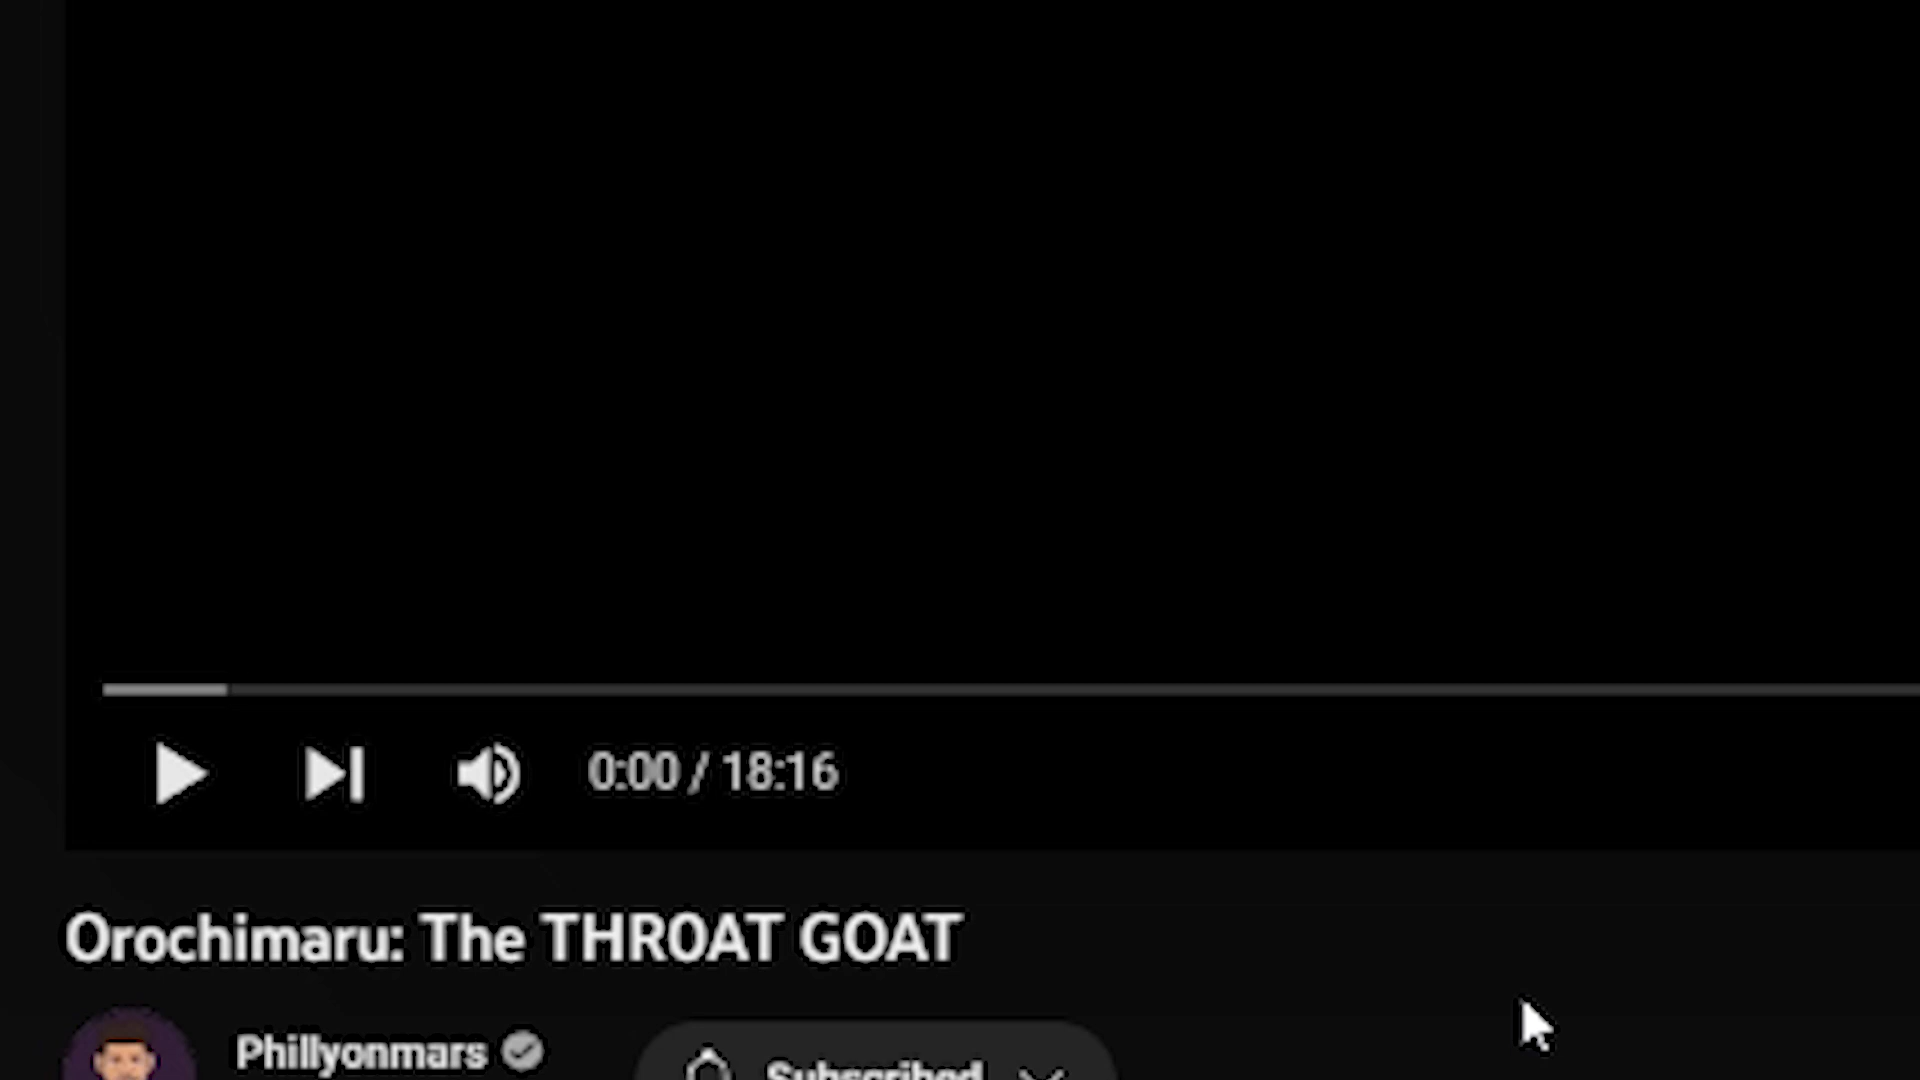 0:00 / 18:16
Orochimaru: The THROAT GOAT
Phillyonmars
Subscribed